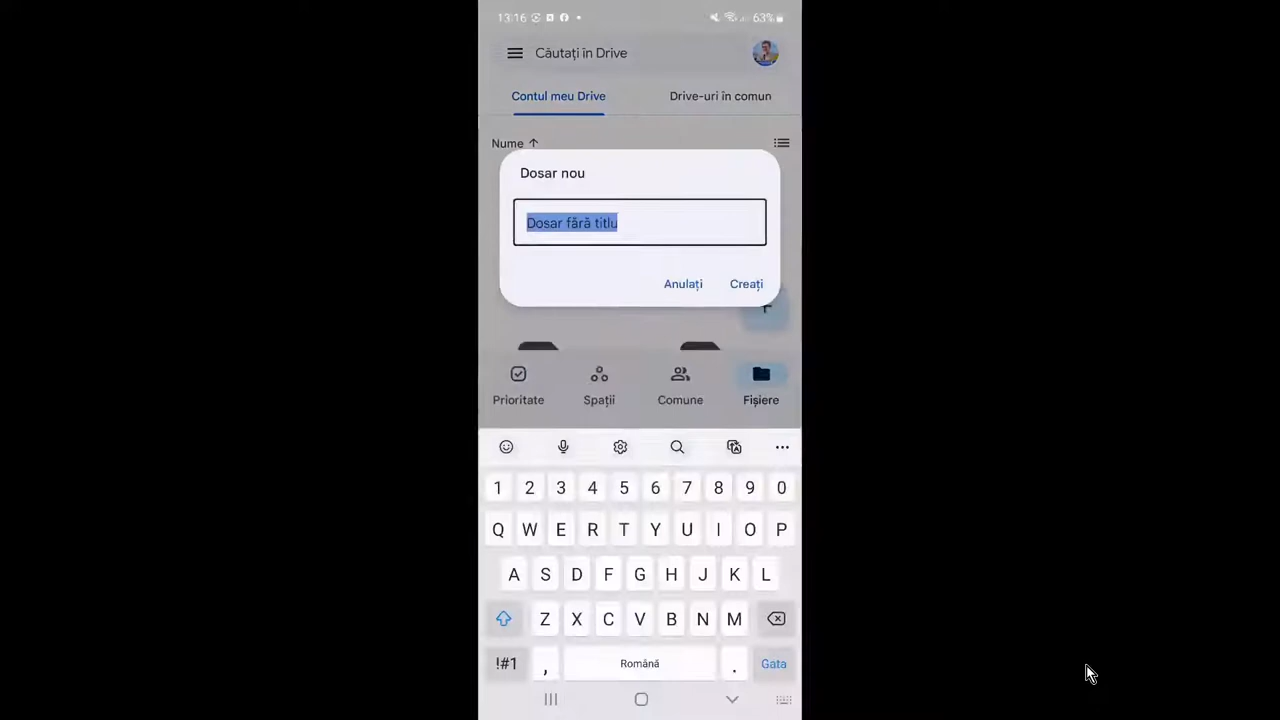 13:16 63%
Căutați în Drive
Contul meu Drive Drive-uri în comun
Nume ↑
Dosar nou
Dosar fără titlu
Anulați Creați
Prioritate Spații Comune Fișiere
1 2 3 4 5 6 7 8 9 0
Q W E R T Y U I O P
A S D F G H J K L
Z X C V B N M
!#1 , Română . Gata